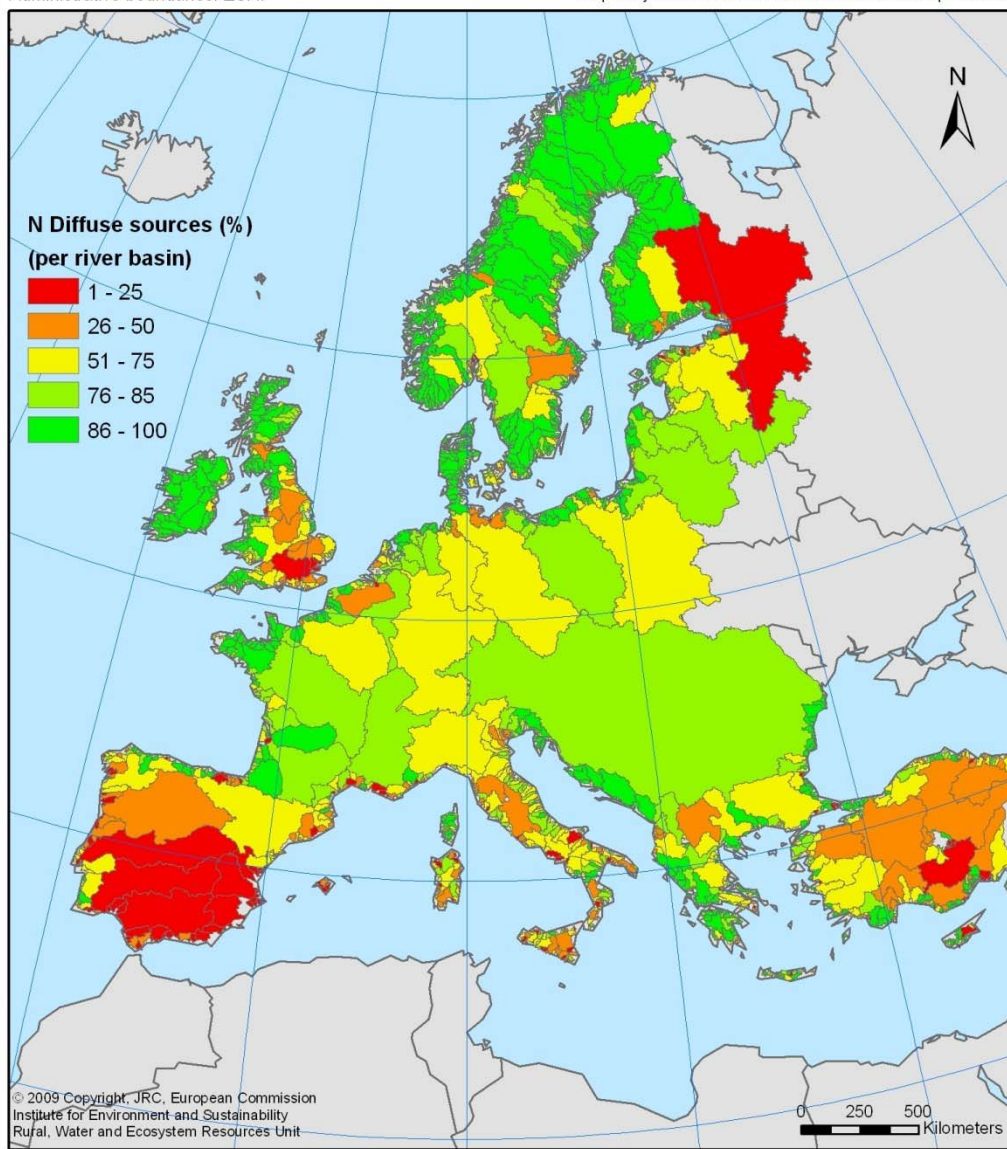 N
N Diffuse sources (%)
(per river basin)
1 - 25
26 - 50
51 - 75
76 - 85
86 - 100
© 2009 Copyright, JRC, European Commission
Institute for Environment and Sustainability
Rural, Water and Ecosystem Resources Unit
0 250 500
Kilometers